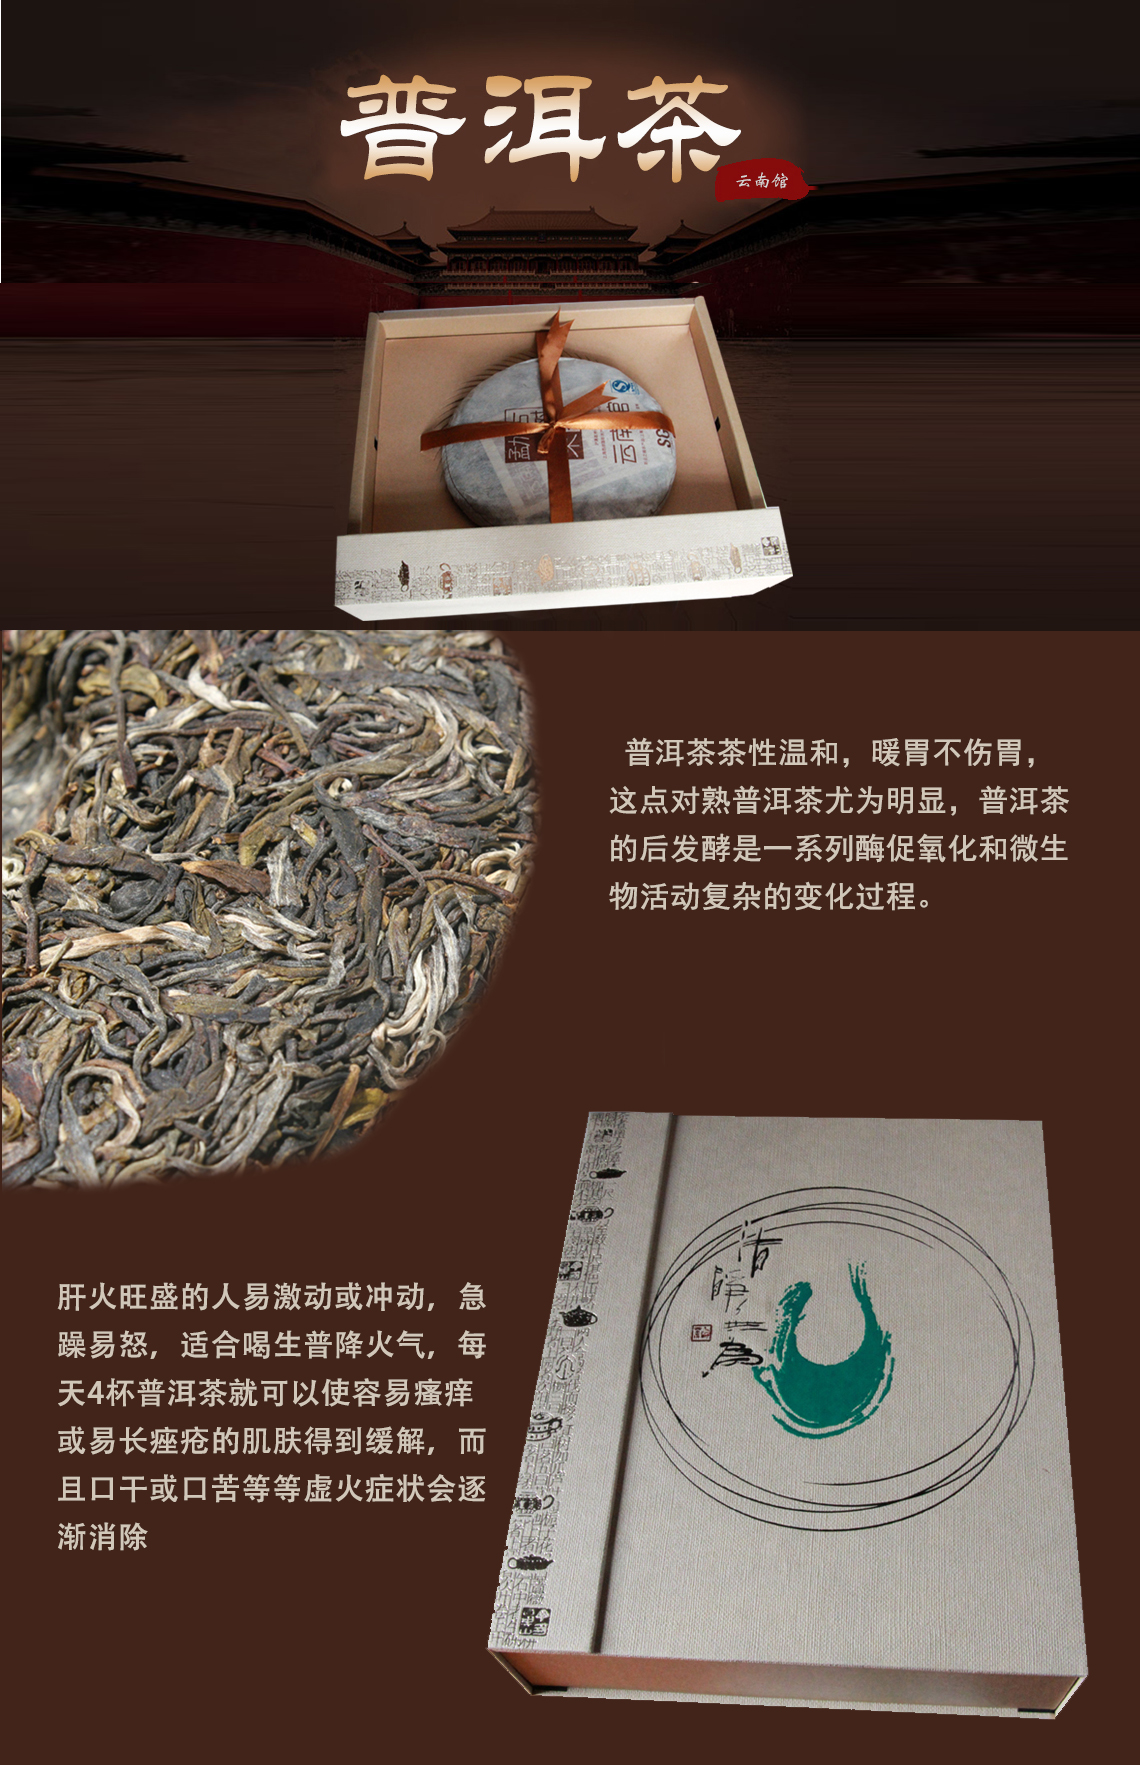 普洱茶
云南馆
普洱茶茶性温和，暖胃不伤胃，
这点对熟普洱茶尤为明显，普洱茶
的后发酵是一系列酶促氧化和微生
物活动复杂的变化过程。
清静无为
肝火旺盛的人易激动或冲动，急
躁易怒，适合喝生普降火气，每
天4杯普洱茶就可以使容易瘙痒
或易长痤疮的肌肤得到缓解，而
且口干或口苦等等虚火症状会逐
渐消除